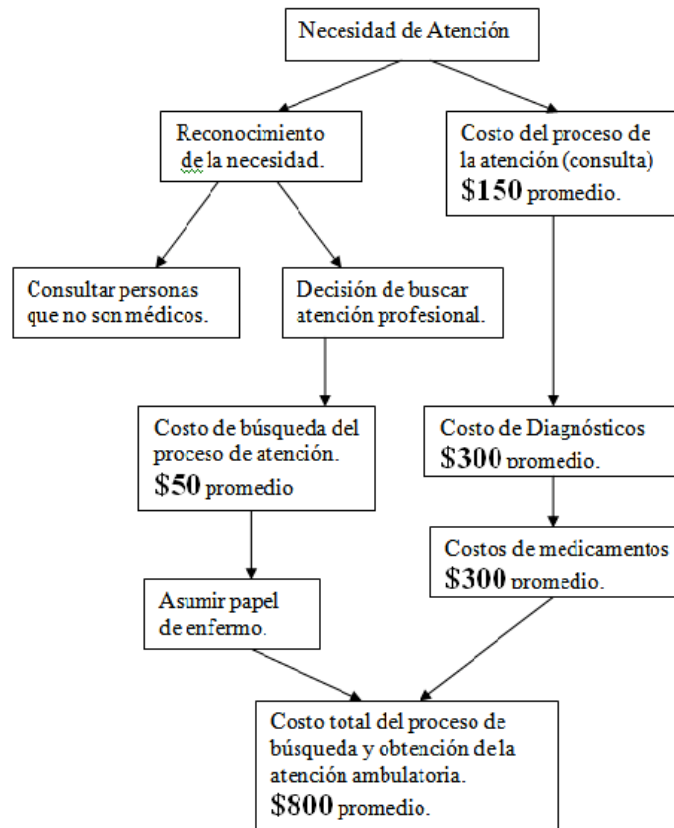 Necesidad de Atención
Reconocimiento
de la necesidad.
Costo del proceso de
la atención (consulta)
$150 promedio.
Consultar personas
que no son médicos.
Decisión de buscar
atención profesional.
Costo de búsqueda del
proceso de atención.
$50 promedio
Costo de Diagnósticos
$300 promedio.
Costos de medicamentos
$300 promedio.
Asumir papel
de enfermo.
Costo total del proceso de
búsqueda y obtención de la
atención ambulatoria.
$800 promedio.